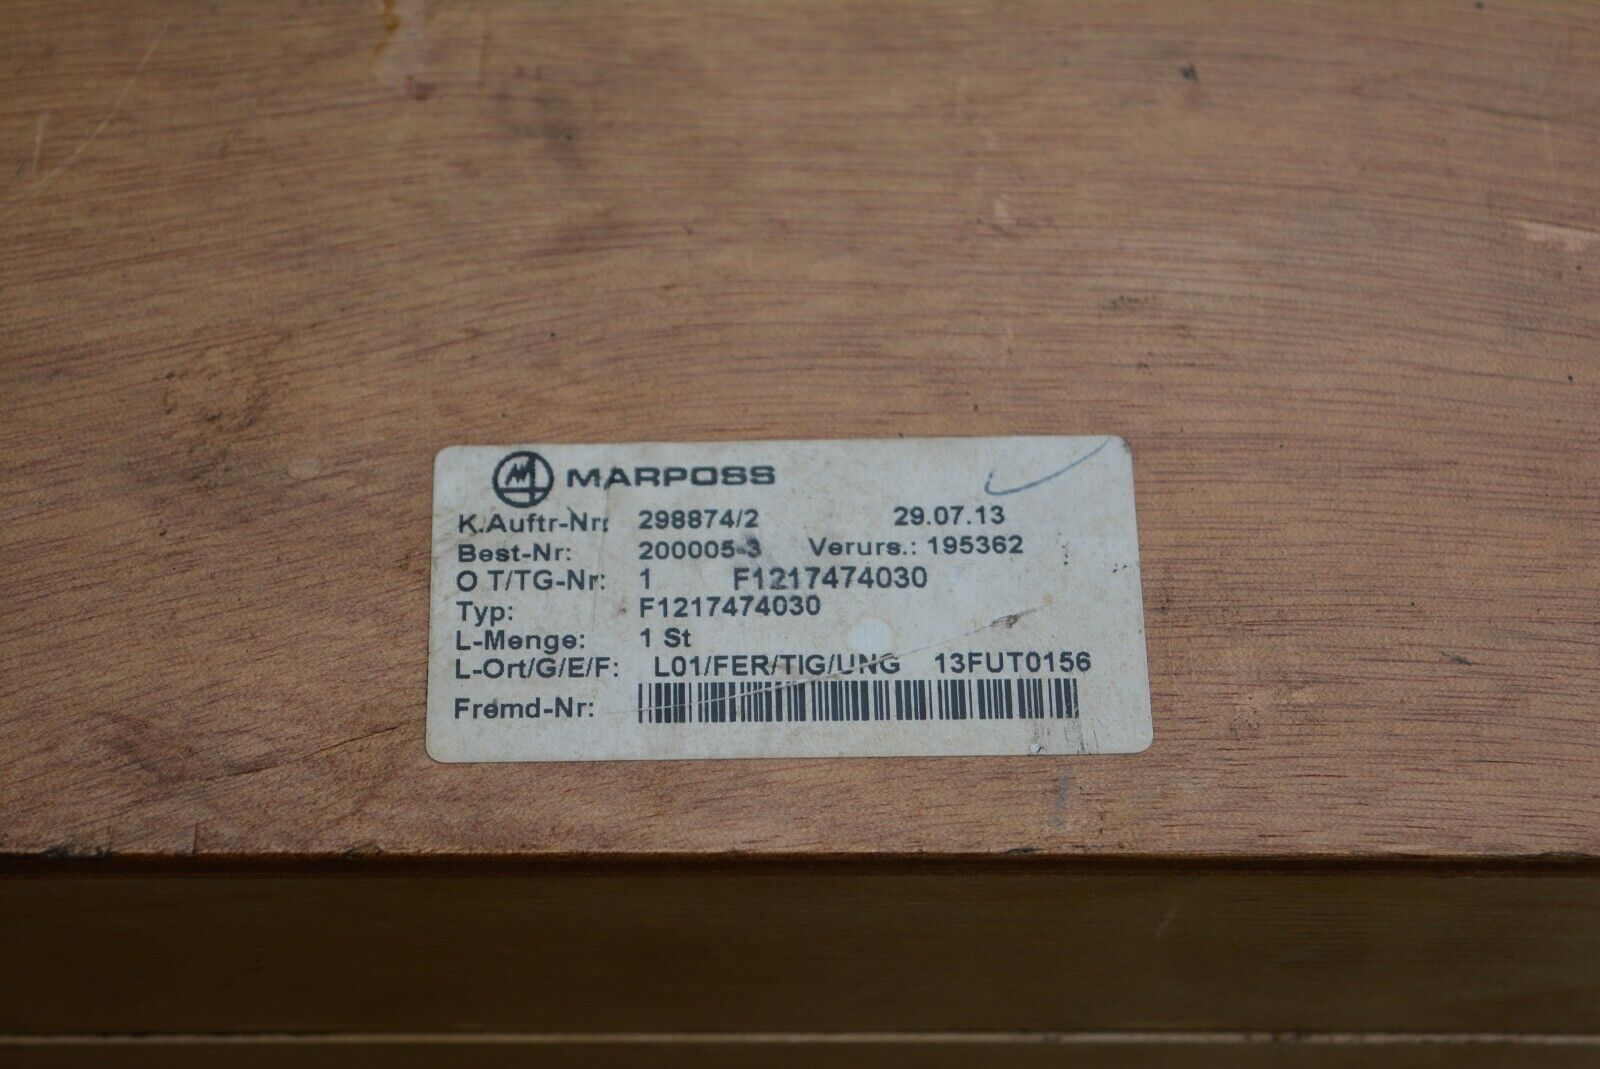 MARPOSS
K.Auftr-Nr: 298874/2 29.07.13
Best-Nr: 200005-3 Verurs.: 195362
O T/TG-Nr: 1 F1217474030
Typ: F1217474030
L-Menge: 1 St
L-Ort/G/E/F: L01/FER/TIG/UNG 13FUT0156
Fremd-Nr: